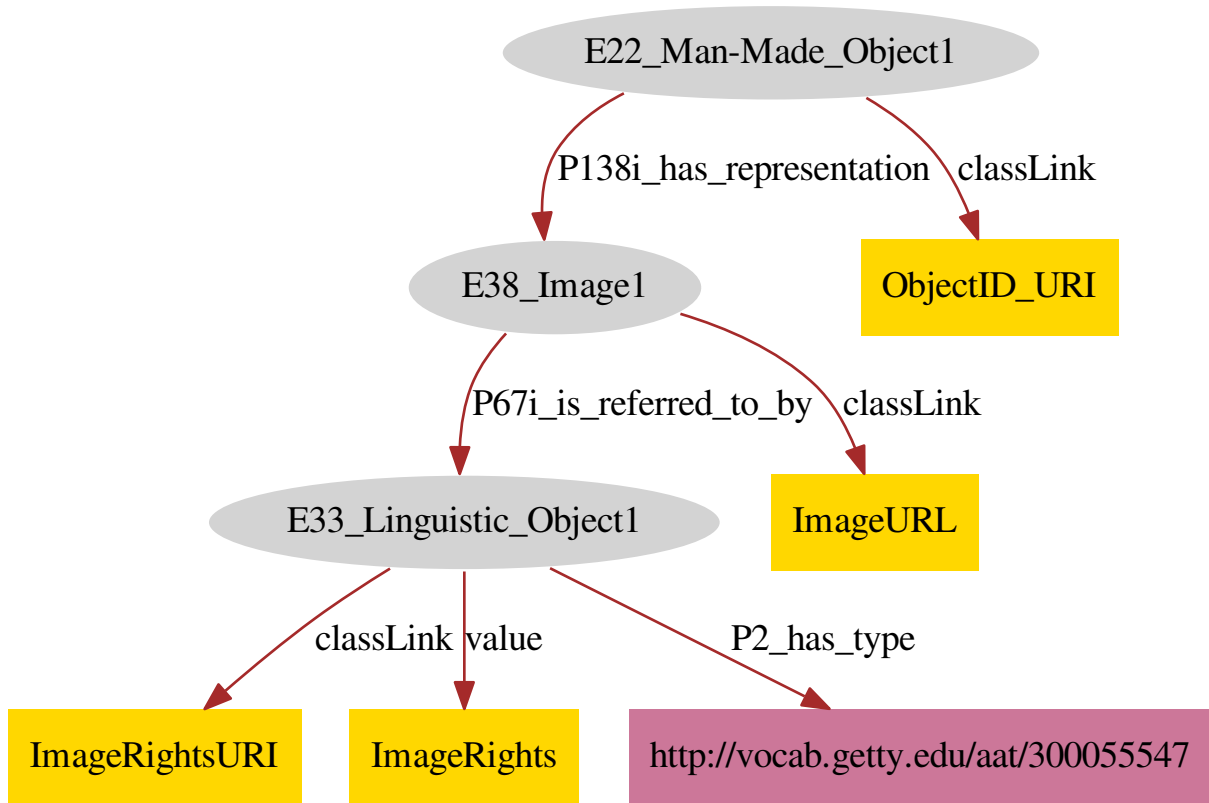 E22_Man-Made_Object1
P138i_has_representation
classLink
E38_Image1
ObjectID_URI
P67i_is_referred_to_by
classLink
E33_Linguistic_Object1
ImageURL
classLink
value
P2_has_type
ImageRightsURI
ImageRights
http://vocab.getty.edu/aat/300055547